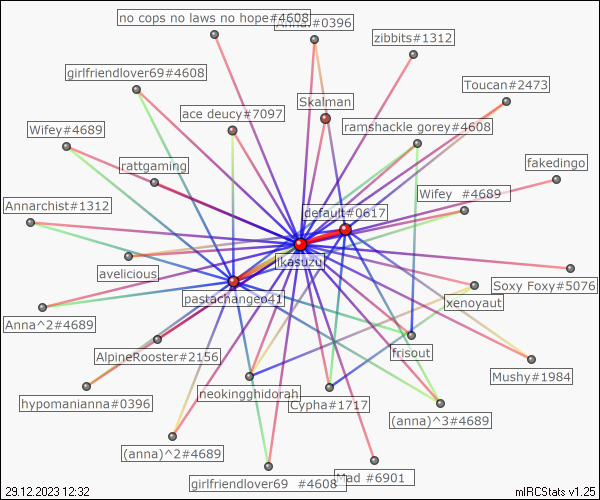 no cops no laws no hope#4608
Anna.#0396
zibbits#1312
girlfriendlover69#4608
Toucan#2473
Skalman
ace deucy#7097
ramshackle gorey#4608
Wifey#4689
rattgaming
fakedingo
Wifey #4689
Annarchist#1312
default#0617
lkasuzu
avelicious
Soxy Foxy#5076
pastachangeo41
xenoyaut
Anna^2#4689
AlpineRooster#2156
frisout
Mushy#1984
hypomanianna#0396
neokingghidorah
Cypha#1717
(anna)^3#4689
(anna)^2#4689
girlfriendlover69 #4608
Mad #6901
29.12.2023 12:32
mIRCStats v1.25